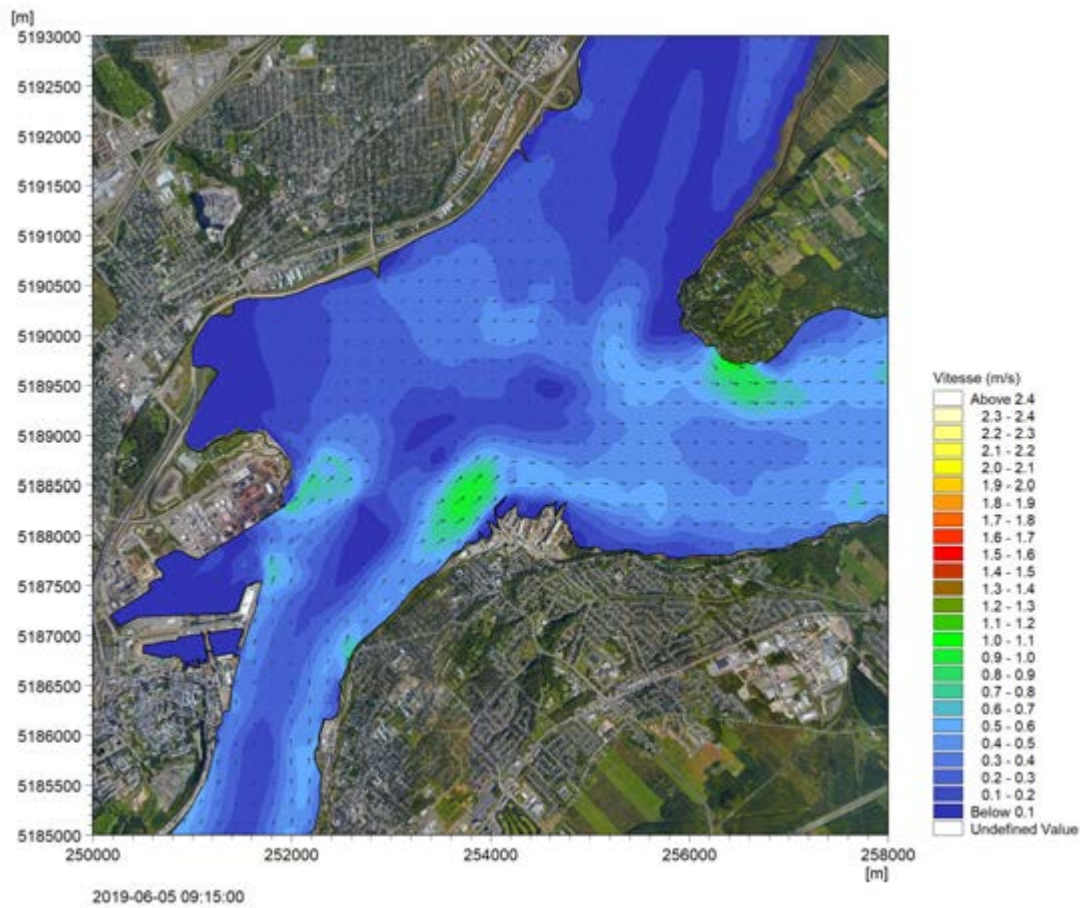 [m]
5193000
5192500
5192000
5191500
5191000
5190500
5190000
5189500
5189000
5188500
5188000
5187500
5187000
5186500
5186000
5185500
5185000
250000 252000 254000 256000 258000
[m]
2019-06-05 09:15:00
Vitesse (m/s)
Above 2.4
2.3 - 2.4
2.2 - 2.3
2.1 - 2.2
2.0 - 2.1
1.9 - 2.0
1.8 - 1.9
1.7 - 1.8
1.6 - 1.7
1.5 - 1.6
1.4 - 1.5
1.3 - 1.4
1.2 - 1.3
1.1 - 1.2
1.0 - 1.1
0.9 - 1.0
0.8 - 0.9
0.7 - 0.8
0.6 - 0.7
0.5 - 0.6
0.4 - 0.5
0.3 - 0.4
0.2 - 0.3
0.1 - 0.2
Below 0.1
Undefined Value